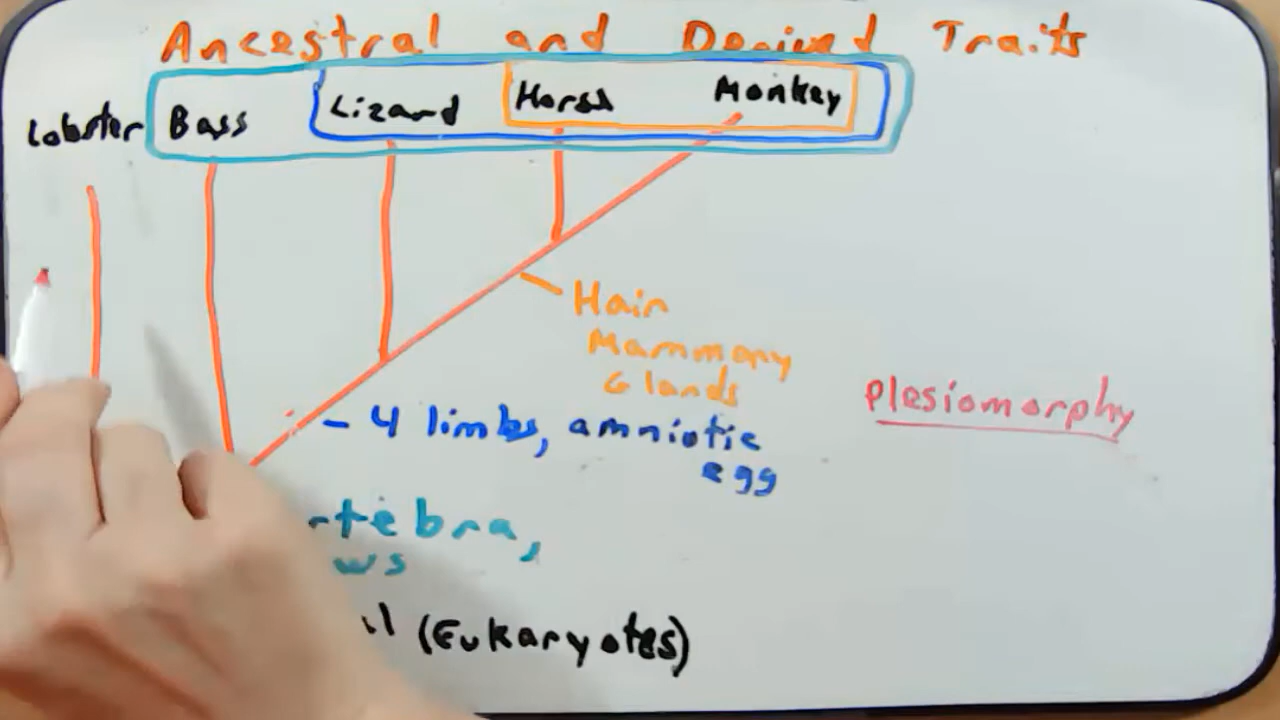 Ancestral and Derived Traits
Lobster Bass Lizard Horse Monkey
Hair
Mammary
Glands
- 4 limbs, amniotic
egg
Plesiomorphy
rtebra,
ws
(Eukaryotes)